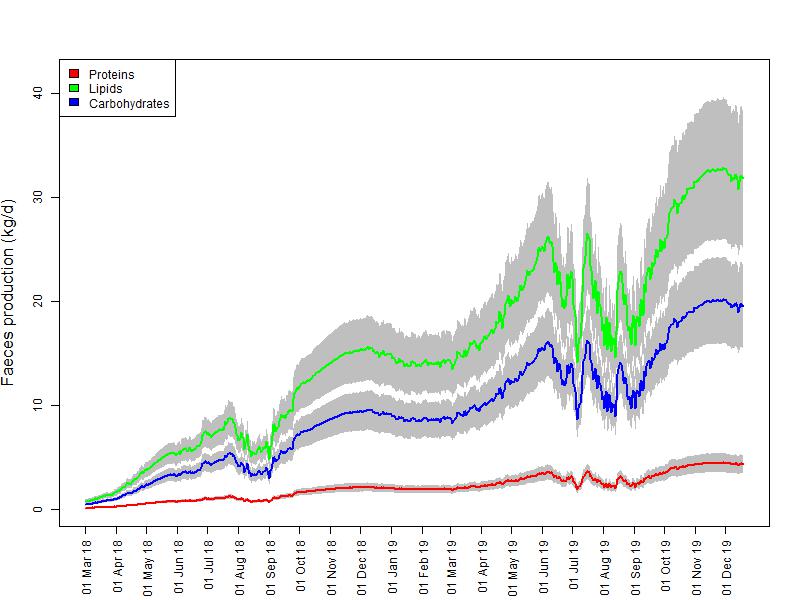 Proteins
Lipids
Carbohydrates
Faeces production (kg/d)
40
30
20
10
0
01 Mar 18
01 Apr 18
01 May 18
01 Jun 18
01 Jul 18
01 Aug 18
01 Sep 18
01 Oct 18
01 Nov 18
01 Dec 18
01 Jan 19
01 Feb 19
01 Mar 19
01 Apr 19
01 May 19
01 Jun 19
01 Jul 19
01 Aug 19
01 Sep 19
01 Oct 19
01 Nov 19
01 Dec 19